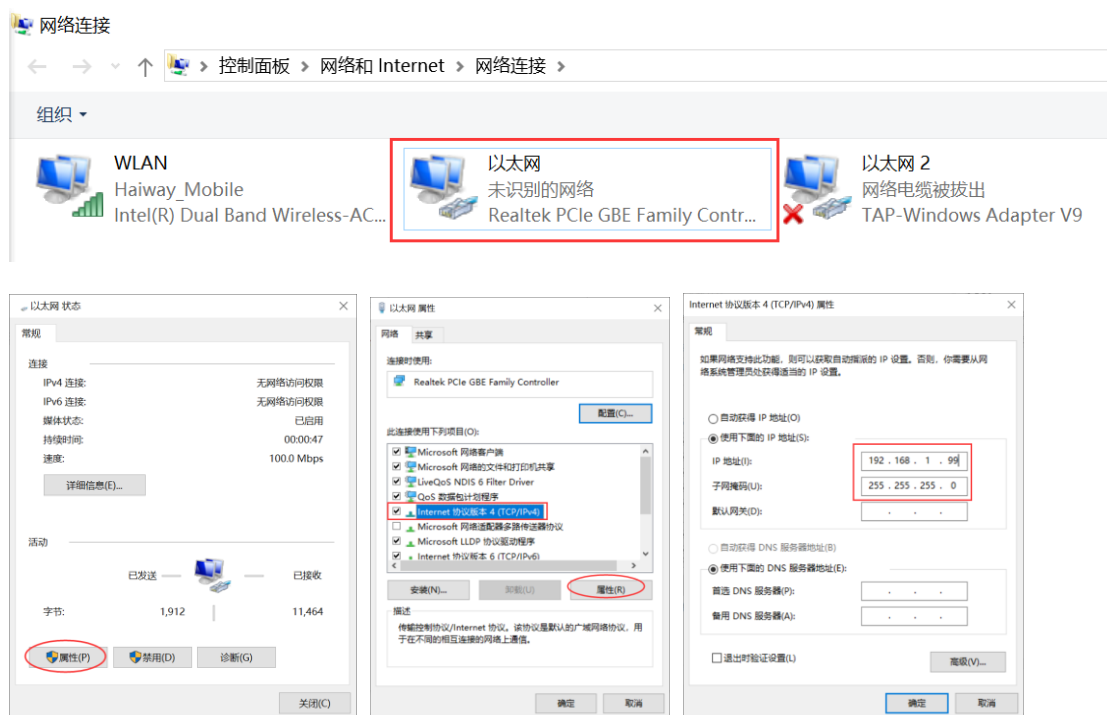 网络连接
控制面板 > 网络和 Internet > 网络连接 >
组织
WLAN
Haiway_Mobile
Intel(R) Dual Band Wireless-AC...
以太网
未识别的网络
Realtek PCIe GBE Family Contr...
以太网 2
网络电缆被拔出
TAP-Windows Adapter V9
以太网 状态
常规
连接
IPv4 连接: 无网络访问权限
IPv6 连接: 无网络访问权限
媒体状态: 已启用
持续时间: 00:00:47
速度: 100.0 Mbps
详细信息(E)...
活动
已发送 — — 已接收
字节: 1,912 11,464
属性(P) 禁用(D) 诊断(G)
关闭(C)
以太网 属性
网络 共享
连接时使用:
Realtek PCIe GBE Family Controller
配置(C)...
此连接使用下列项目(O):
Microsoft 网络客户端
Microsoft 网络的文件和打印机共享
LiveQoS NDIS 6 Filter Driver
QoS 数据包计划程序
Internet 协议版本 4 (TCP/IPv4)
Microsoft 网络适配器多路传送器协议
Microsoft LLDP 协议驱动程序
Internet 协议版本 6 (TCP/IPv6)
安装(N)... 卸载(U) 属性(R)
描述
传输控制协议/Internet 协议。该协议是默认的广域网络协议，用
于在不同的相互连接的网络上通信。
确定 取消
Internet 协议版本 4 (TCP/IPv4) 属性
常规
如果网络支持此功能，则可以获取自动指派的 IP 设置。否则，你需要从网
络系统管理员处获得适当的 IP 设置。
自动获得 IP 地址(O)
使用下面的 IP 地址(S):
IP 地址(I): 192 . 168 . 1 . 99
子网掩码(U): 255 . 255 . 255 . 0
默认网关(D): . . .
自动获得 DNS 服务器地址(B)
使用下面的 DNS 服务器地址(E):
首选 DNS 服务器(P): . . .
备用 DNS 服务器(A): . . .
退出时验证设置(L)
高级(V)...
确定 取消